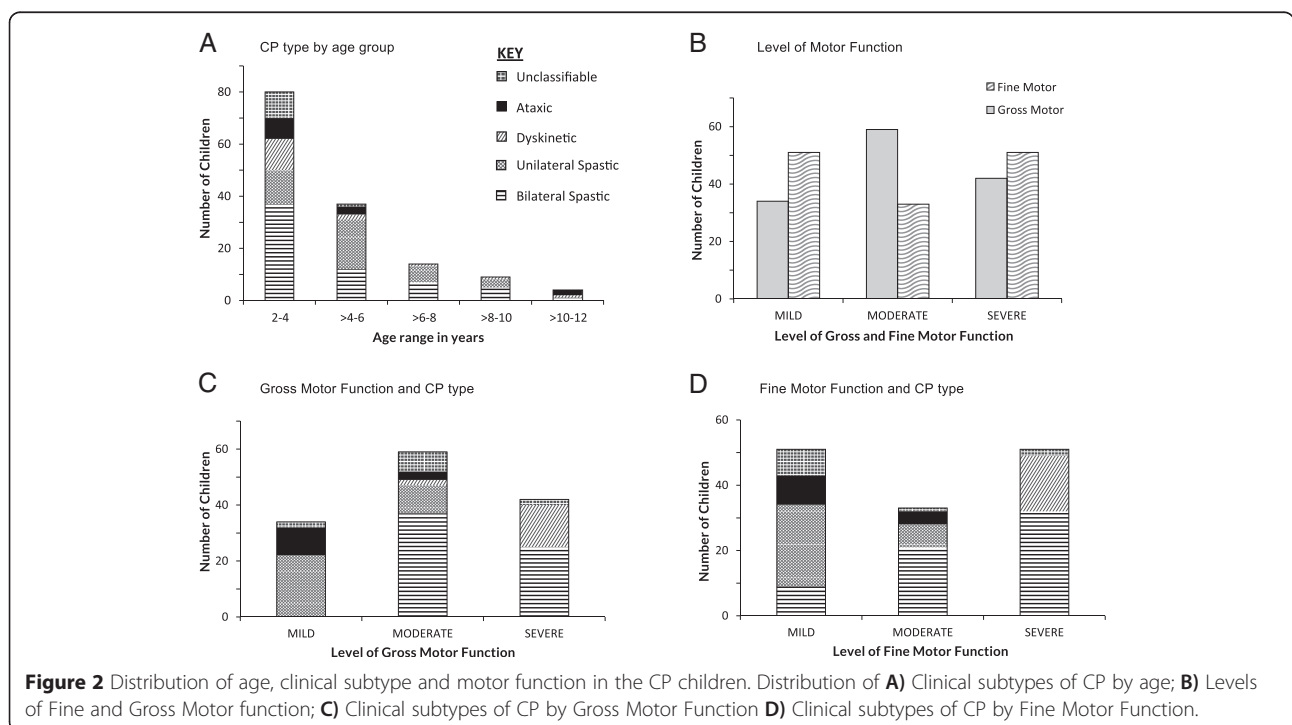 A
CP type by age group
KEY
Unclassifiable
Ataxic
Dyskinetic
Unilateral Spastic
Bilateral Spastic
Number of Children
80
60
40
20
0
2-4
>4-6
>6-8
>8-10
>10-12
Age range in years
B
Level of Motor Function
Fine Motor
Gross Motor
Number of Children
60
40
20
0
MILD
MODERATE
SEVERE
Level of Gross and Fine Motor Function
C
Gross Motor Function and CP type
Number of Children
60
40
20
0
MILD
MODERATE
SEVERE
Level of Gross Motor Function
D
Fine Motor Function and CP type
Number of Children
60
40
20
0
MILD
MODERATE
SEVERE
Level of Fine Motor Function
Figure 2 Distribution of age, clinical subtype and motor function in the CP children. Distribution of A) Clinical subtypes of CP by age; B) Levels
of Fine and Gross Motor function; C) Clinical subtypes of CP by Gross Motor Function D) Clinical subtypes of CP by Fine Motor Function.